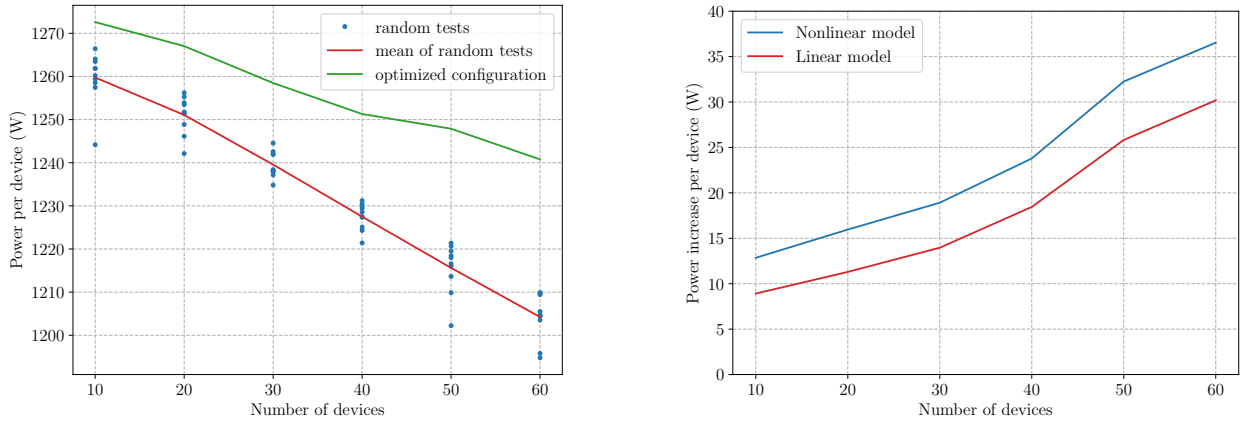 1270
1260
1250
1240
1230
1220
1210
1200
Power per device (W)
random tests
mean of random tests
optimized configuration
10 20 30 40 50 60
Number of devices
40
35
30
25
20
15
10
5
0
Power increase per device (W)
Nonlinear model
Linear model
10 20 30 40 50 60
Number of devices